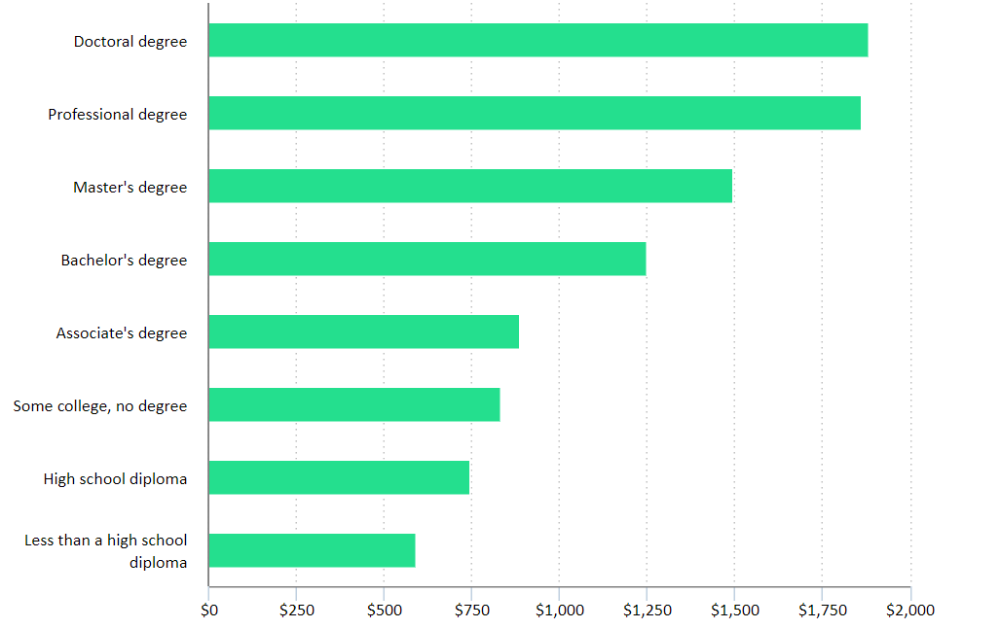 Doctoral degree
Professional degree
Master's degree
Bachelor's degree
Associate's degree
Some college, no degree
High school diploma
Less than a high school
diploma
$0 $250 $500 $750 $1,000 $1,250 $1,500 $1,750 $2,000